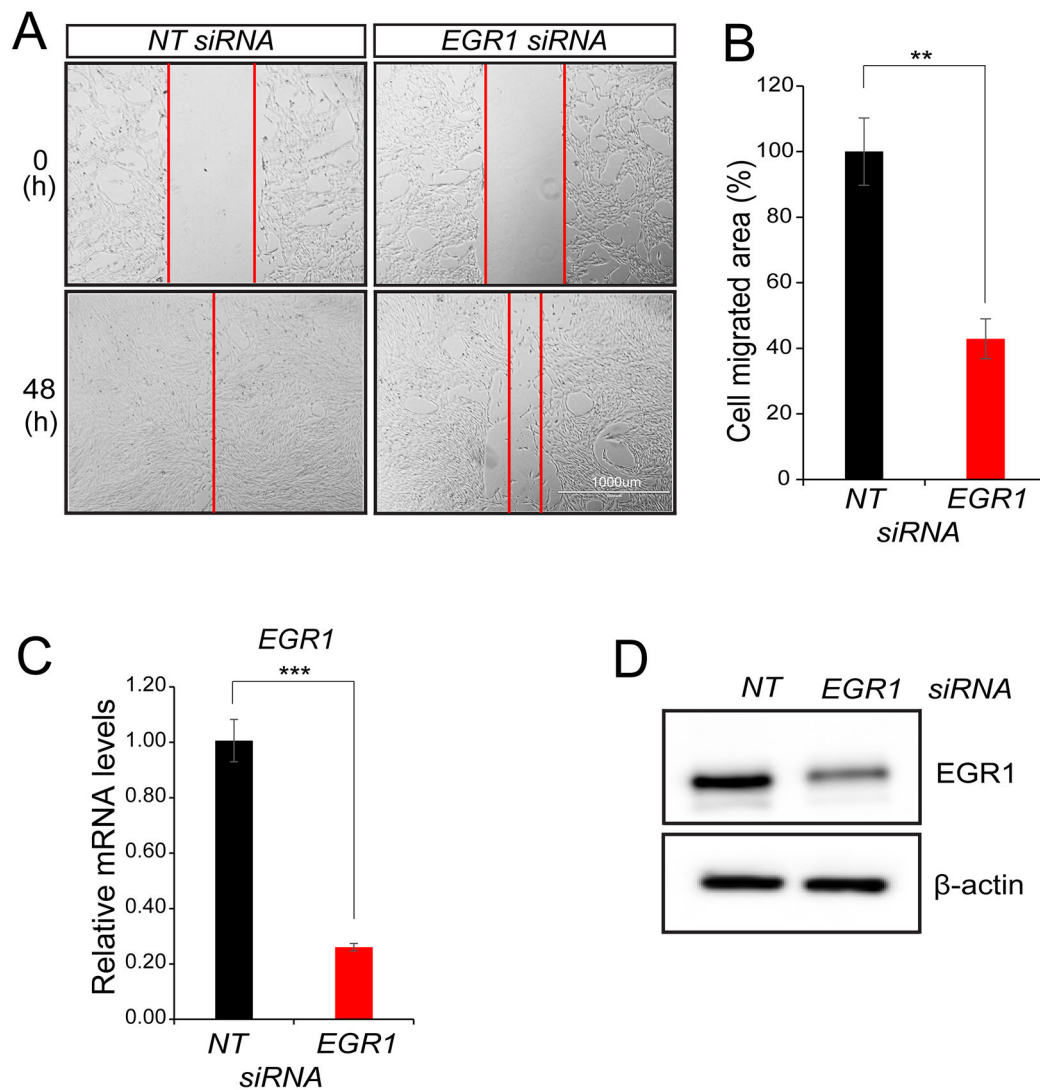 A
NT siRNA
EGR1 siRNA
0
(h)
48
(h)
1000um
B
**
Cell migrated area (%)
120
100
80
60
40
20
0
NT
EGR1
siRNA
C
EGR1
***
Relative mRNA levels
1.20
1.00
0.80
0.60
0.40
0.20
0.00
NT
EGR1
siRNA
D
NT
EGR1
siRNA
EGR1
β-actin